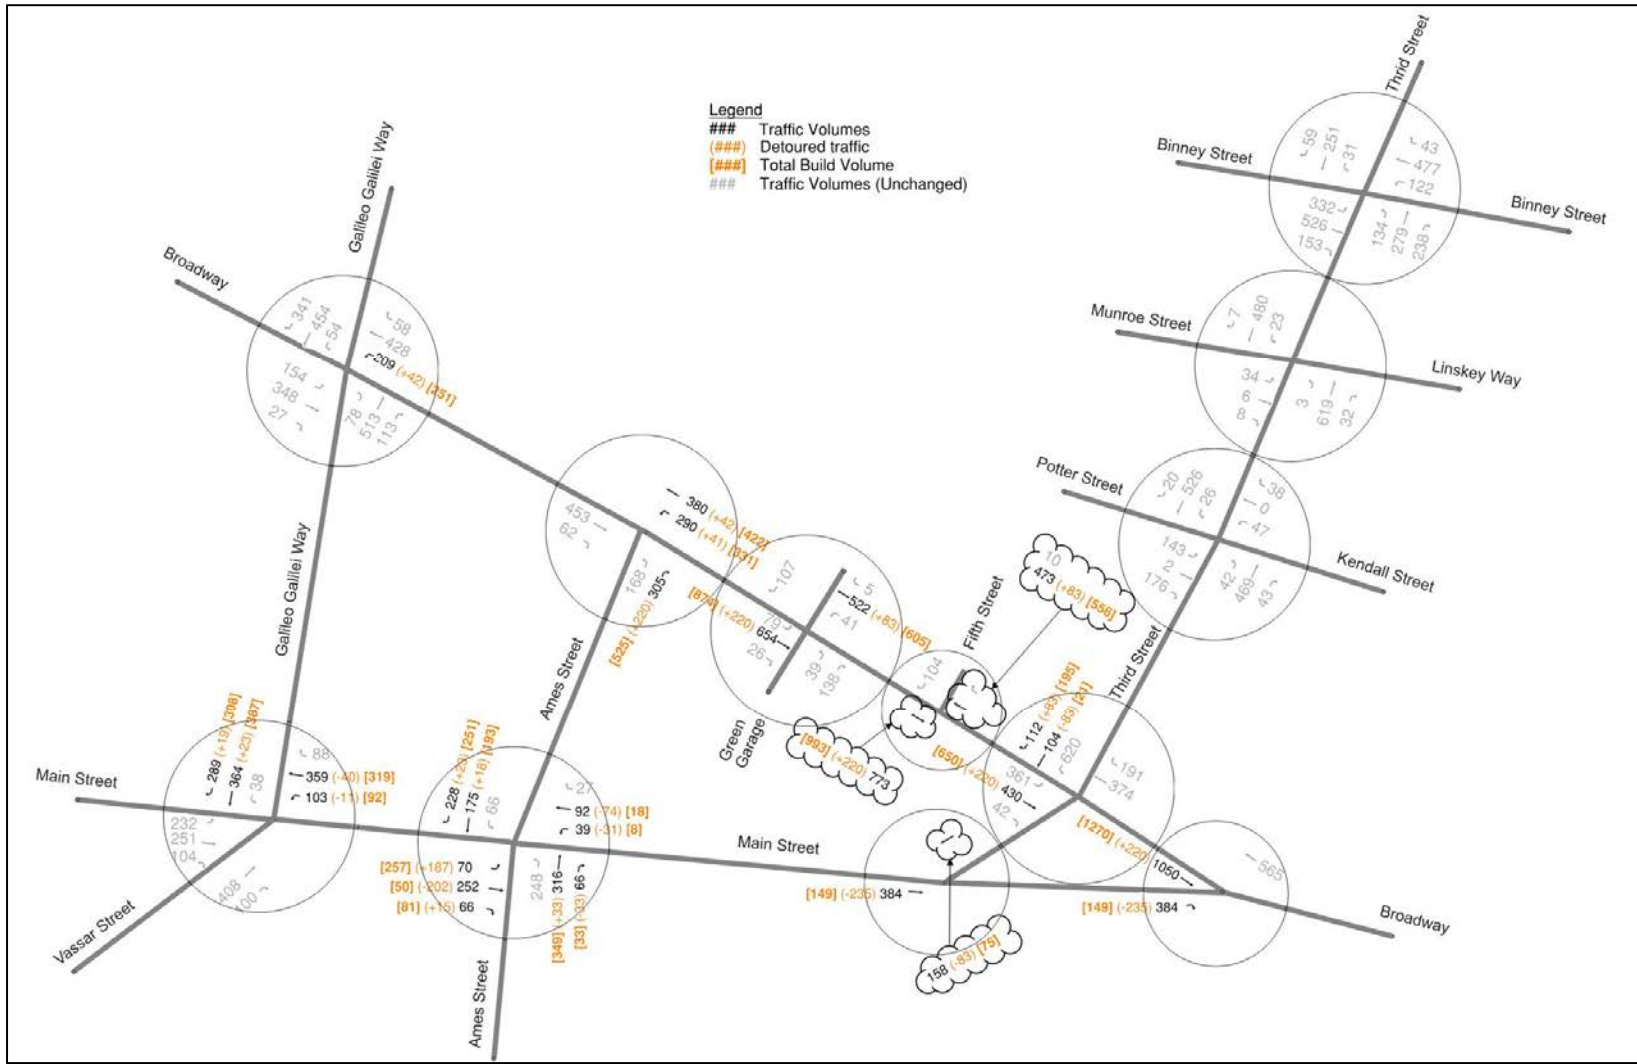 Thrid Street
Legend
### Traffic Volumes
(###) Detoured traffic
[###] Total Build Volume
### Traffic Volumes (Unchanged)
Binney Street
59
251
31
43
477
122
Binney Street
332
526
153
134
279
238
Galileo Galilei Way
Broadway
341
454
54
58
428
209 (+42) [251]
154
348
27
78
513
113
Munroe Street
7
480
23
Linskey Way
34
6
8
3
619
32
Potter Street
20
526
26
38
0
47
Kendall Street
143
2
176
42
469
43
453
62
380 (+42) [422]
290 (+41) [331]
168
[525] (+220) 305
107
5
522 (+83) [605]
41
[874] (+220) 654
79
26
39
138
Green Garage
Fifth Street
10
473 (+83) [556]
104
[993] (+220) 773
Third Street
112 (+83) [195]
104 (-83) [21]
620
[650] (+220) 430
361
42
191
374
Galileo Galilei Way
Ames Street
Main Street
289 (+19) [308]
364 (+23) [387]
38
88
359 (-40) [319]
103 (-11) [92]
232
251
104
408
100
Vassar Street
228 (+23) [251]
175 (+18) [193]
66
27
92 (-74) [18]
39 (-31) [8]
[257] (+187) 70
[50] (-202) 252
[81] (+15) 66
248
[349] (+33) 316
[33] (-33) 66
Ames Street
Main Street
[149] (-235) 384
158 (-83) [75]
[1270] (+220) 1050
565
[149] (-235) 384
Broadway